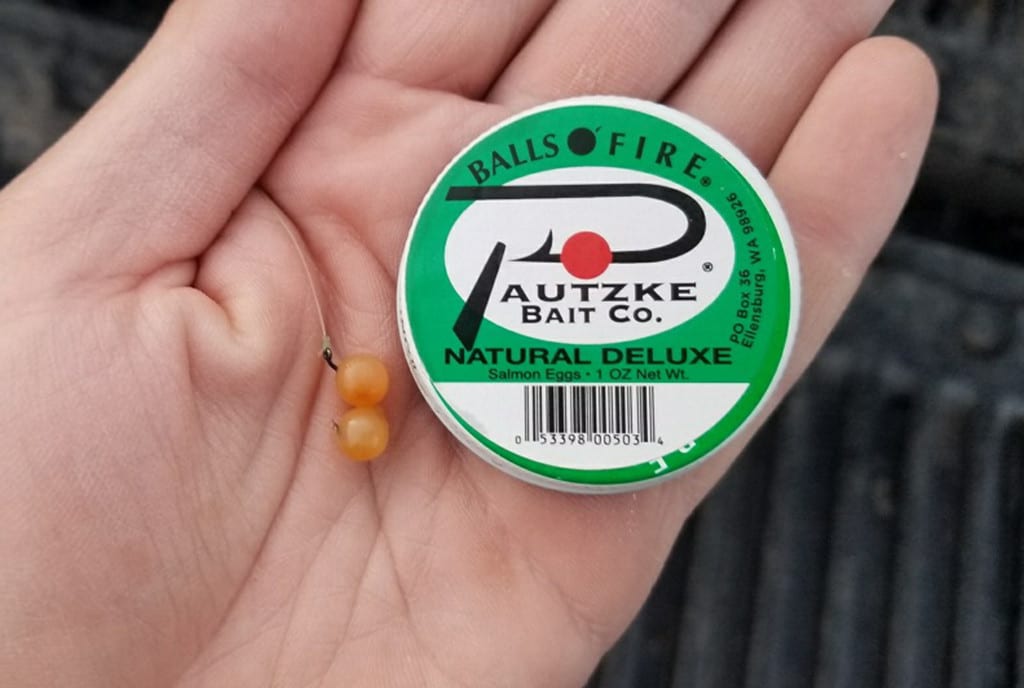 BALLS O' FIRE®
PAUTZKE®
BAIT CO.
PO Box 36
Ellensburg, WA 98926
NATURAL DELUXE
Salmon Eggs • 1 OZ Net Wt.
0 53398 00503 4